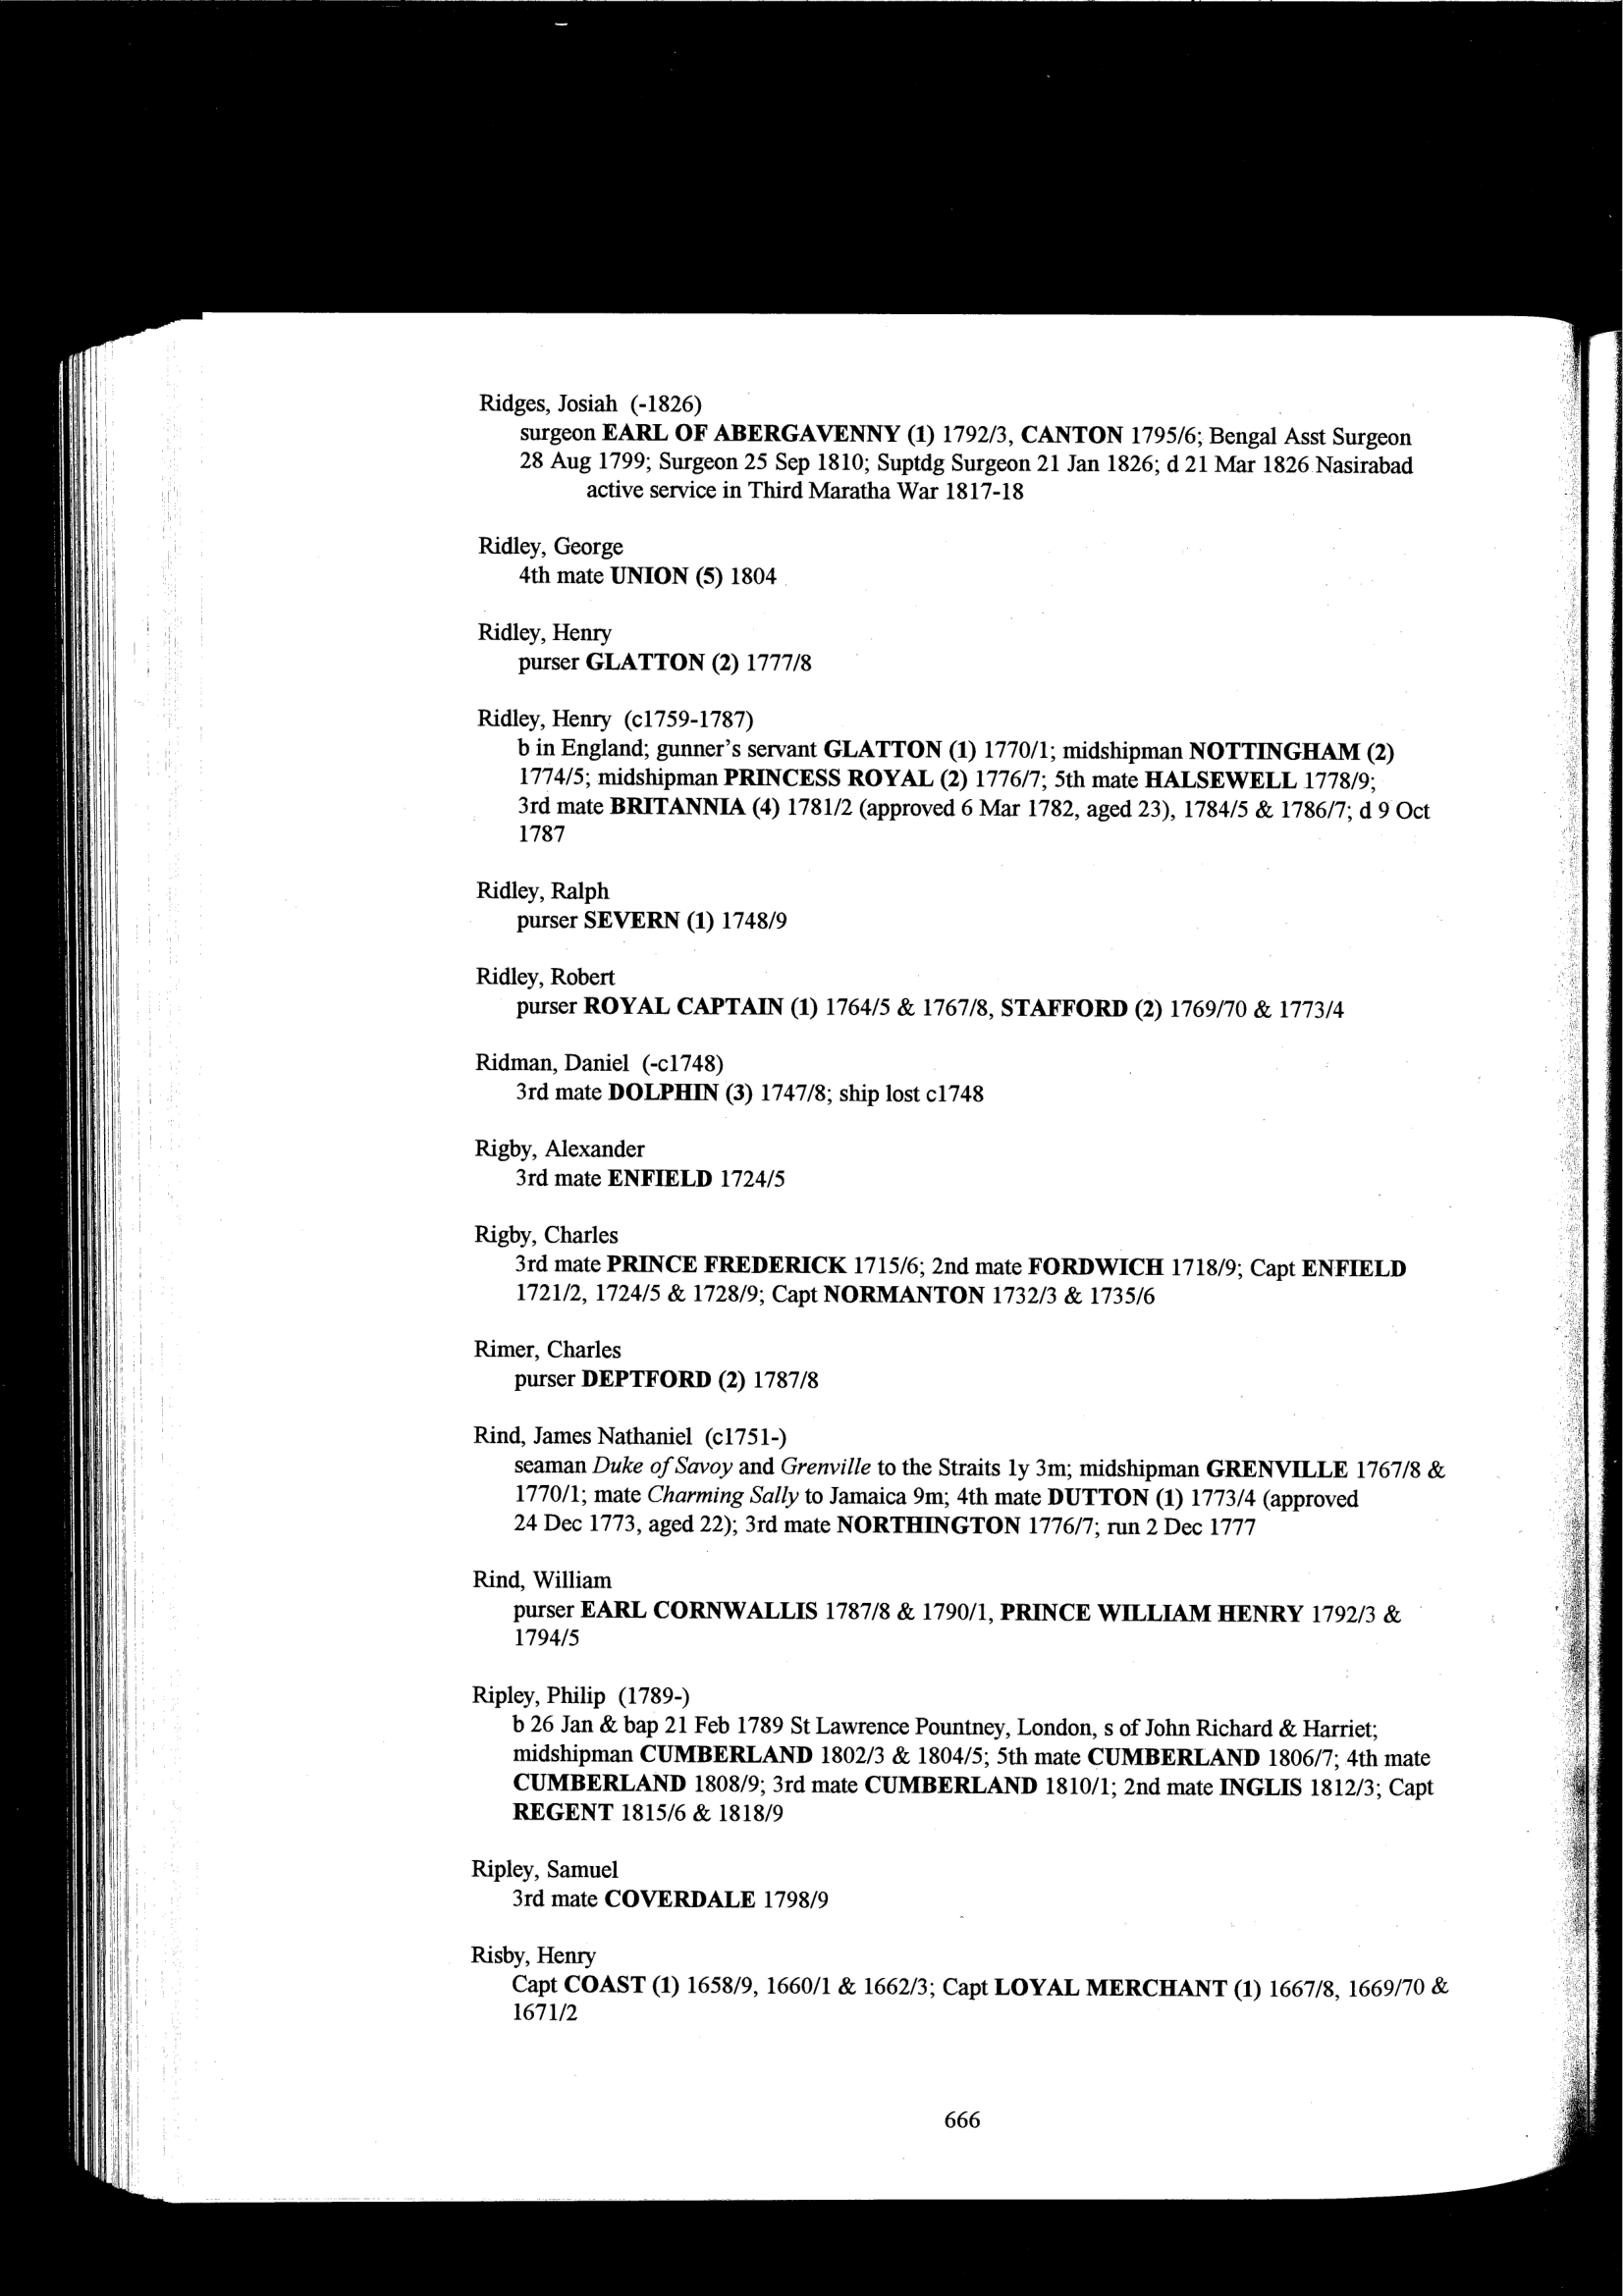 Ridges, Josiah (-1826)
surgeon EARL OF ABERGAVENNY (1) 1792/3, CANTON 1795/6; Bengal Asst Surgeon
28 Aug 1799; Surgeon 25 Sep 1810; Suptdg Surgeon 21 Jan 1826; d 21 Mar 1826 Nasirabad
active service in Third Maratha War 1817-18
Ridley, George
4th mate UNION (5) 1804
Ridley, Henry
purser GLATTON (2) 1777/8
Ridley, Henry (c1759-1787)
b in England; gunner's servant GLATTON (1) 1770/1; midshipman NOTTINGHAM (2)
1774/5; midshipman PRINCESS ROYAL (2) 1776/7; 5th mate HALSEWELL 1778/9;
3rd mate BRITANNIA (4) 1781/2 (approved 6 Mar 1782, aged 23), 1784/5 & 1786/7; d 9 Oct
1787
Ridley, Ralph
purser SEVERN (1) 1748/9
Ridley, Robert
purser ROYAL CAPTAIN (1) 1764/5 & 1767/8, STAFFORD (2) 1769/70 & 1773/4
Ridman, Daniel (-c1748)
3rd mate DOLPHIN (3) 1747/8; ship lost c1748
Rigby, Alexander
3rd mate ENFIELD 1724/5
Rigby, Charles
3rd mate PRINCE FREDERICK 1715/6; 2nd mate FORDWICH 1718/9; Capt ENFIELD
1721/2, 1724/5 & 1728/9; Capt NORMANTON 1732/3 & 1735/6
Rimer, Charles
purser DEPTFORD (2) 1787/8
Rind, James Nathaniel (c1751-)
seaman Duke of Savoy and Grenville to the Straits 1y 3m; midshipman GRENVILLE 1767/8 &
1770/1; mate Charming Sally to Jamaica 9m; 4th mate DUTTON (1) 1773/4 (approved
24 Dec 1773, aged 22); 3rd mate NORTHINGTON 1776/7; run 2 Dec 1777
Rind, William
purser EARL CORNWALLIS 1787/8 & 1790/1, PRINCE WILLIAM HENRY 1792/3 &
1794/5
Ripley, Philip (1789-)
b 26 Jan & bap 21 Feb 1789 St Lawrence Pountney, London, s of John Richard & Harriet;
midshipman CUMBERLAND 1802/3 & 1804/5; 5th mate CUMBERLAND 1806/7; 4th mate
CUMBERLAND 1808/9; 3rd mate CUMBERLAND 1810/1; 2nd mate INGLIS 1812/3; Capt
REGENT 1815/6 & 1818/9
Ripley, Samuel
3rd mate COVERDALE 1798/9
Risby, Henry
Capt COAST (1) 1658/9, 1660/1 & 1662/3; Capt LOYAL MERCHANT (1) 1667/8, 1669/70 &
1671/2
666